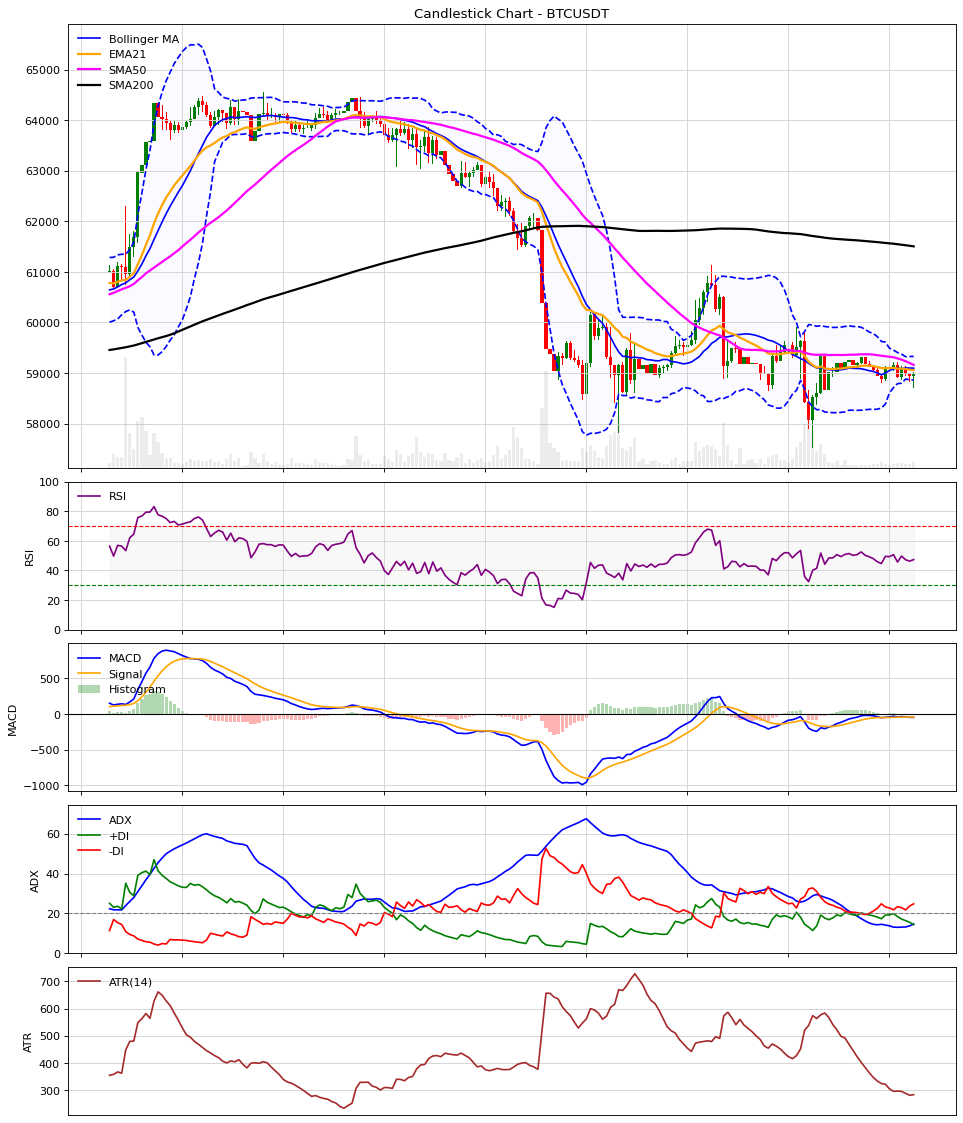 Candlestick Chart - BTCUSDT
Bollinger MA
EMA21
SMA50
SMA200
65000
64000
63000
62000
61000
60000
59000
58000
RSI
100
80
60
40
20
0
RSI
MACD
Signal
Histogram
500
0
−500
−1000
MACD
ADX
+DI
-DI
60
40
20
0
ADX
ATR(14)
700
600
500
400
300
ATR